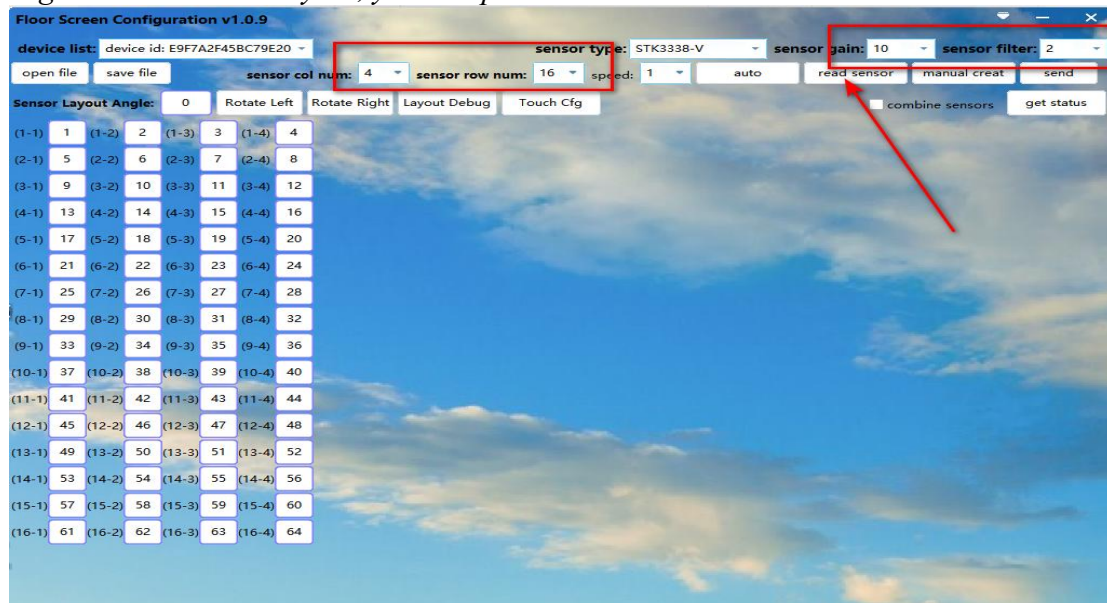 Floor Screen Configuration v1.0.9
device list: device id: E9F7A2F45BC79E20 sensor type: STK3338-V sensor gain: 10 sensor filter: 2
open file save file sensor col num: 4 sensor row num: 16 speed: 1 auto read sensor manual creat send
Sensor Layout Angle: 0 Rotate Left Rotate Right Layout Debug Touch Cfg combine sensors get status
(1-1) 1 (1-2) 2 (1-3) 3 (1-4) 4
(2-1) 5 (2-2) 6 (2-3) 7 (2-4) 8
(3-1) 9 (3-2) 10 (3-3) 11 (3-4) 12
(4-1) 13 (4-2) 14 (4-3) 15 (4-4) 16
(5-1) 17 (5-2) 18 (5-3) 19 (5-4) 20
(6-1) 21 (6-2) 22 (6-3) 23 (6-4) 24
(7-1) 25 (7-2) 26 (7-3) 27 (7-4) 28
(8-1) 29 (8-2) 30 (8-3) 31 (8-4) 32
(9-1) 33 (9-2) 34 (9-3) 35 (9-4) 36
(10-1) 37 (10-2) 38 (10-3) 39 (10-4) 40
(11-1) 41 (11-2) 42 (11-3) 43 (11-4) 44
(12-1) 45 (12-2) 46 (12-3) 47 (12-4) 48
(13-1) 49 (13-2) 50 (13-3) 51 (13-4) 52
(14-1) 53 (14-2) 54 (14-3) 55 (14-4) 56
(15-1) 57 (15-2) 58 (15-3) 59 (15-4) 60
(16-1) 61 (16-2) 62 (16-3) 63 (16-4) 64